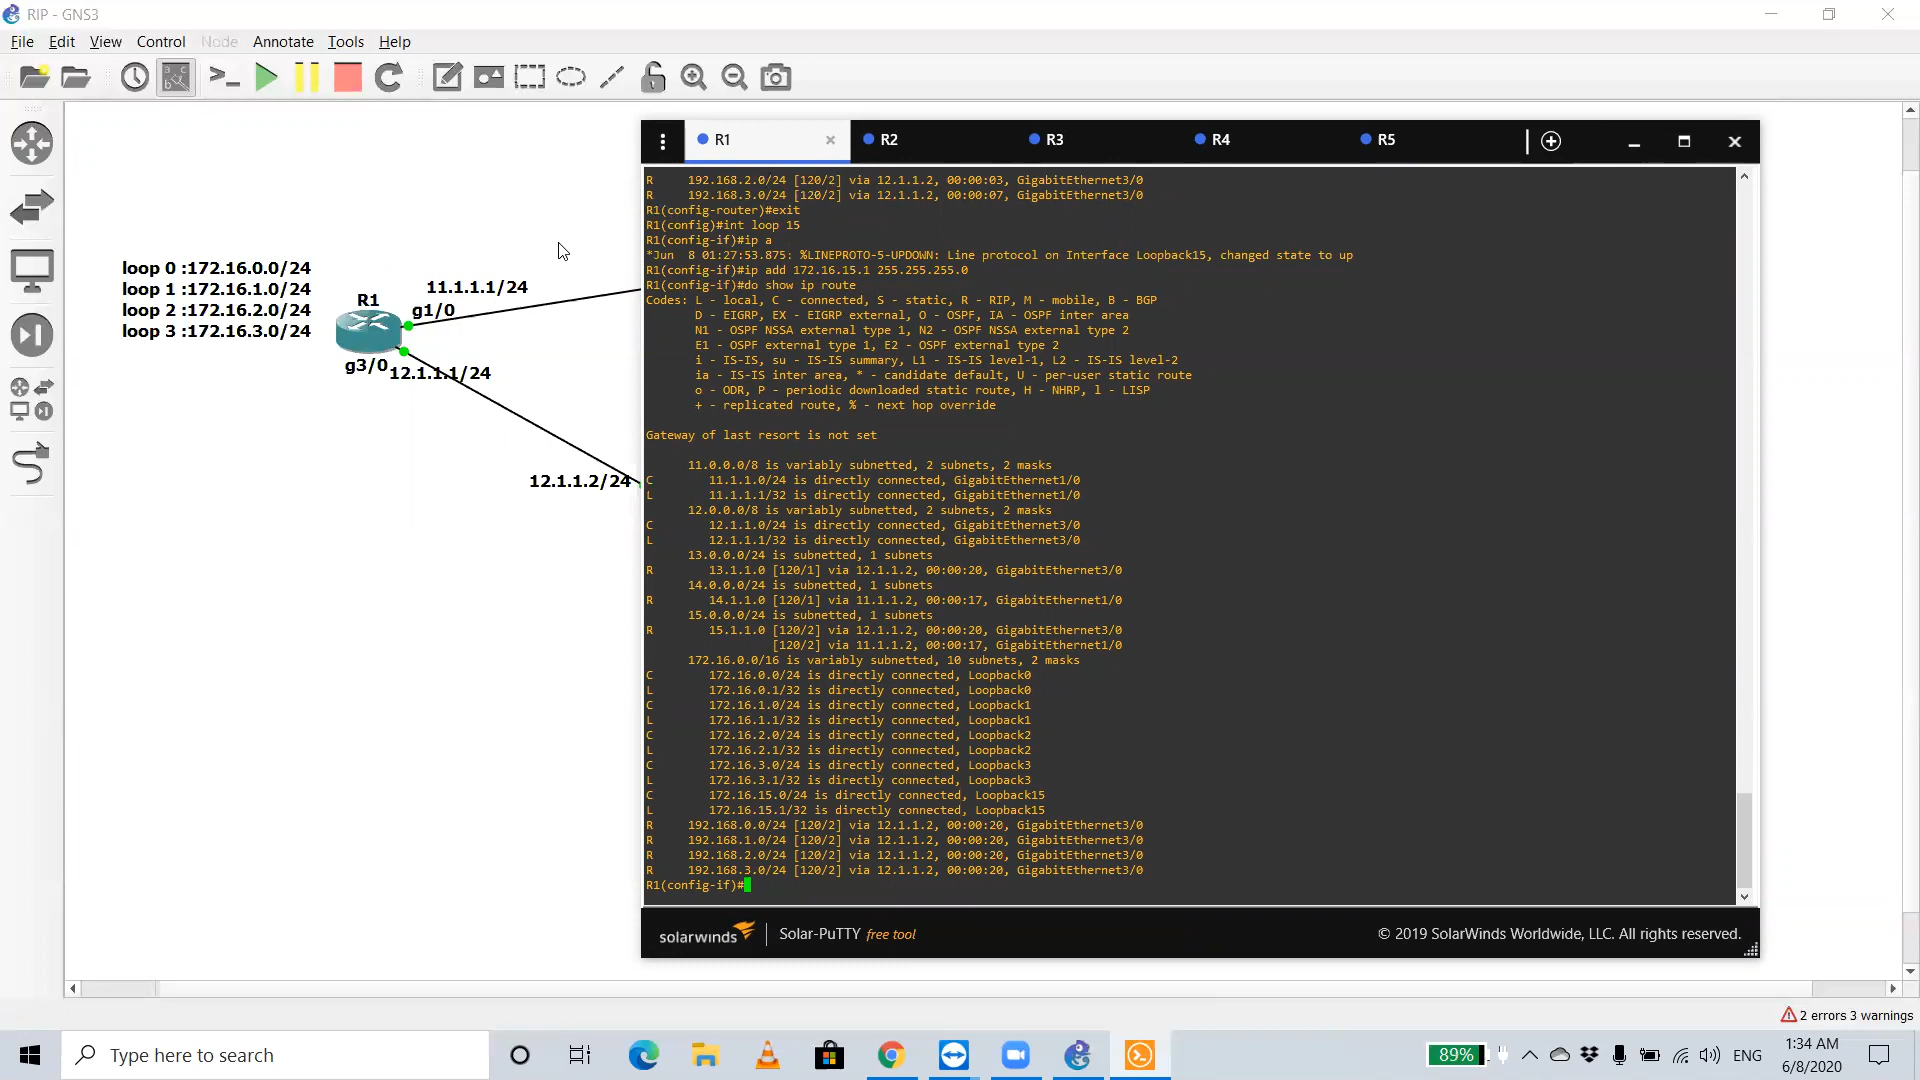 RIP - GNS3
File Edit View Control Node Annotate Tools Help
loop 0 :172.16.0.0/24
loop 1 :172.16.1.0/24
loop 2 :172.16.2.0/24
loop 3 :172.16.3.0/24
R1
11.1.1.1/24
g1/0
g3/0
12.1.1.1/24
12.1.1.2/24
R1 R2 R3 R4 R5
R 192.168.2.0/24 [120/2] via 12.1.1.2, 00:00:03, GigabitEthernet3/0
R 192.168.3.0/24 [120/2] via 12.1.1.2, 00:00:07, GigabitEthernet3/0
R1(config-router)#exit
R1(config)#int loop 15
R1(config-if)#ip a
*Jun  8 01:27:53.875: %LINEPROTO-5-UPDOWN: Line protocol on Interface Loopback15, changed state to up
R1(config-if)#ip add 172.16.15.1 255.255.255.0
R1(config-if)#do show ip route
Codes: L - local, C - connected, S - static, R - RIP, M - mobile, B - BGP
D - EIGRP, EX - EIGRP external, O - OSPF, IA - OSPF inter area
N1 - OSPF NSSA external type 1, N2 - OSPF NSSA external type 2
E1 - OSPF external type 1, E2 - OSPF external type 2
i - IS-IS, su - IS-IS summary, L1 - IS-IS level-1, L2 - IS-IS level-2
ia - IS-IS inter area, * - candidate default, U - per-user static route
o - ODR, P - periodic downloaded static route, H - NHRP, l - LISP
+ - replicated route, % - next hop override
Gateway of last resort is not set
11.0.0.0/8 is variably subnetted, 2 subnets, 2 masks
C 11.1.1.0/24 is directly connected, GigabitEthernet1/0
L 11.1.1.1/32 is directly connected, GigabitEthernet1/0
12.0.0.0/8 is variably subnetted, 2 subnets, 2 masks
C 12.1.1.0/24 is directly connected, GigabitEthernet3/0
L 12.1.1.1/32 is directly connected, GigabitEthernet3/0
13.0.0.0/24 is subnetted, 1 subnets
R 13.1.1.0 [120/1] via 12.1.1.2, 00:00:20, GigabitEthernet3/0
14.0.0.0/24 is subnetted, 1 subnets
R 14.1.1.0 [120/1] via 11.1.1.2, 00:00:17, GigabitEthernet1/0
15.0.0.0/24 is subnetted, 1 subnets
R 15.1.1.0 [120/2] via 12.1.1.2, 00:00:20, GigabitEthernet3/0
[120/2] via 11.1.1.2, 00:00:17, GigabitEthernet1/0
172.16.0.0/16 is variably subnetted, 10 subnets, 2 masks
C 172.16.0.0/24 is directly connected, Loopback0
L 172.16.0.1/32 is directly connected, Loopback0
C 172.16.1.0/24 is directly connected, Loopback1
L 172.16.1.1/32 is directly connected, Loopback1
C 172.16.2.0/24 is directly connected, Loopback2
L 172.16.2.1/32 is directly connected, Loopback2
C 172.16.3.0/24 is directly connected, Loopback3
L 172.16.3.1/32 is directly connected, Loopback3
C 172.16.15.0/24 is directly connected, Loopback15
L 172.16.15.1/32 is directly connected, Loopback15
R 192.168.0.0/24 [120/2] via 12.1.1.2, 00:00:20, GigabitEthernet3/0
R 192.168.1.0/24 [120/2] via 12.1.1.2, 00:00:20, GigabitEthernet3/0
R 192.168.2.0/24 [120/2] via 12.1.1.2, 00:00:20, GigabitEthernet3/0
R 192.168.3.0/24 [120/2] via 12.1.1.2, 00:00:20, GigabitEthernet3/0
R1(config-if)#
solarwinds Solar-PuTTY free tool © 2019 SolarWinds Worldwide, LLC. All rights reserved.
2 errors 3 warnings
Type here to search
89%
ENG
1:34 AM
6/8/2020